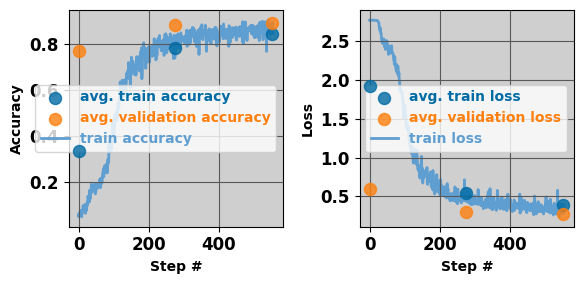 0.8
0.6
0.4
0.2
Accuracy
avg. train accuracy
avg. validation accuracy
train accuracy
0
200
400
Step #
2.5
2.0
1.5
1.0
0.5
Loss
avg. train loss
avg. validation loss
train loss
0
200
400
Step #